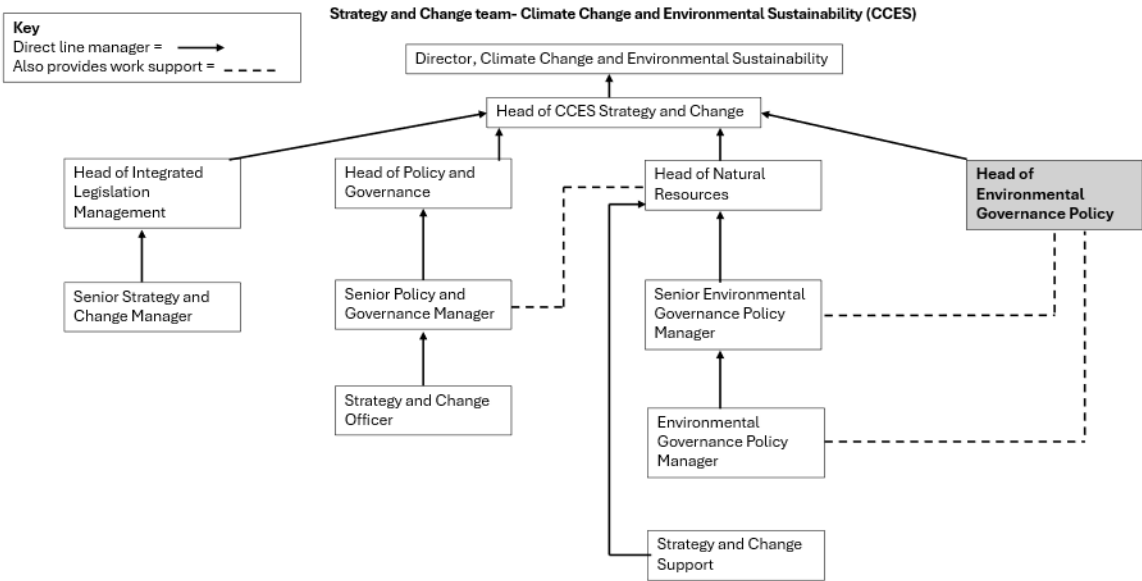 Strategy and Change team- Climate Change and Environmental Sustainability (CCES)
Key
Direct line manager =
Also provides work support =
Director, Climate Change and Environmental Sustainability
Head of CCES Strategy and Change
Head of Integrated
Legislation
Management
Head of Policy and
Governance
Head of Natural
Resources
Head of
Environmental
Governance Policy
Senior Strategy and
Change Manager
Senior Policy and
Governance Manager
Senior Environmental
Governance Policy
Manager
Strategy and Change
Officer
Environmental
Governance Policy
Manager
Strategy and Change
Support